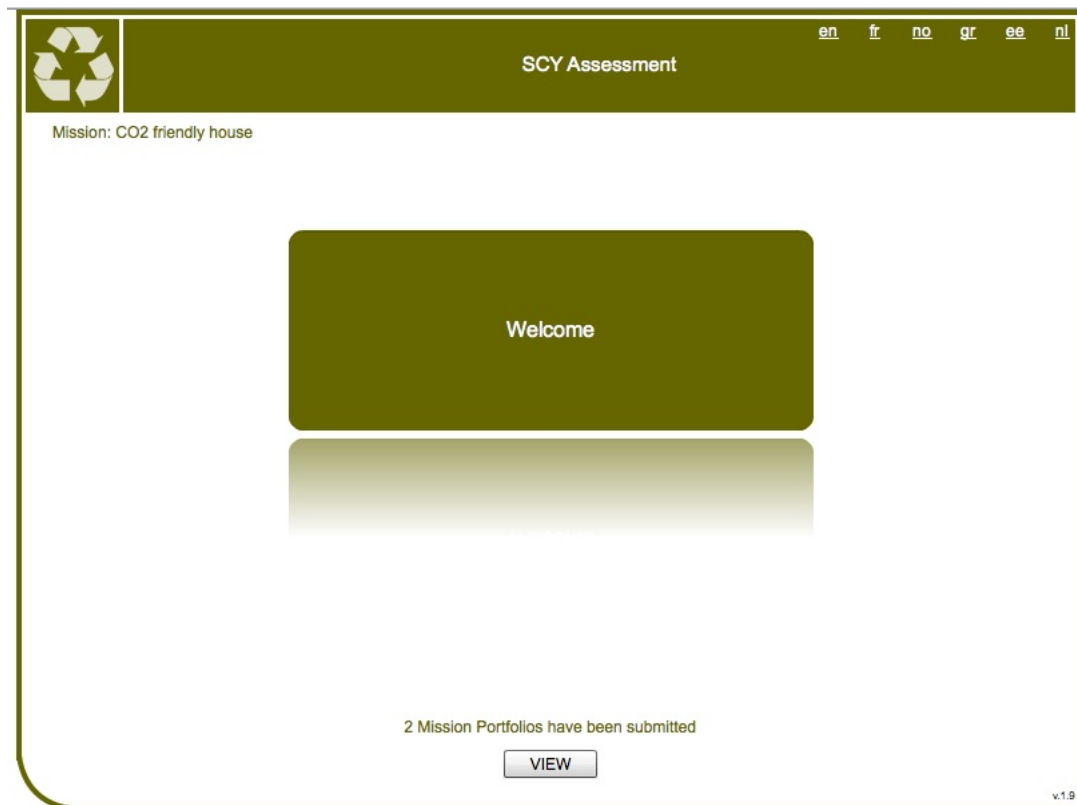 en fr no gr ee nl
SCY Assessment
Mission: CO2 friendly house
Welcome
2 Mission Portfolios have been submitted
VIEW
v.1.9